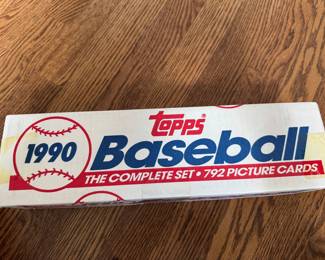 Topps®
1990 Baseball
THE COMPLETE SET • 792 PICTURE CARDS